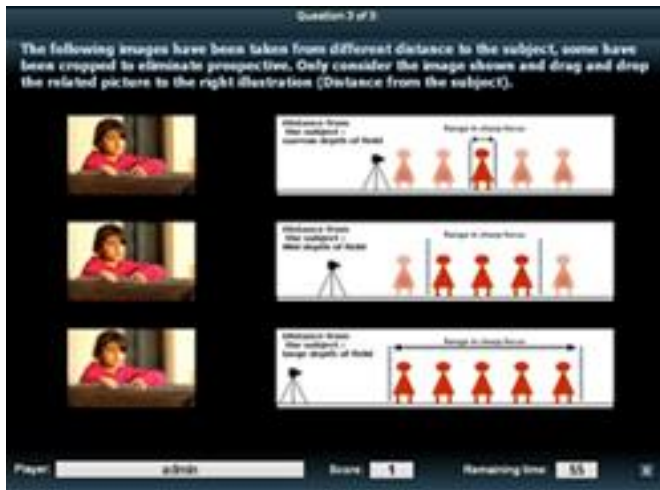 Question 3 of 3:
The following images have been taken from different distance to the subject, some have
been cropped to eliminate prospective. Only consider the image shown and drag and drop
the related picture to the right illustration (Distance from the subject).
Distance from
the subject -
narrow depth of field
Range in sharp focus
Distance from
the subject -
Mid depth of field
Range in sharp focus
Distance from
the subject -
large depth of field
Range in sharp focus
Player: admin Score: 1 Remaining time: 55 X